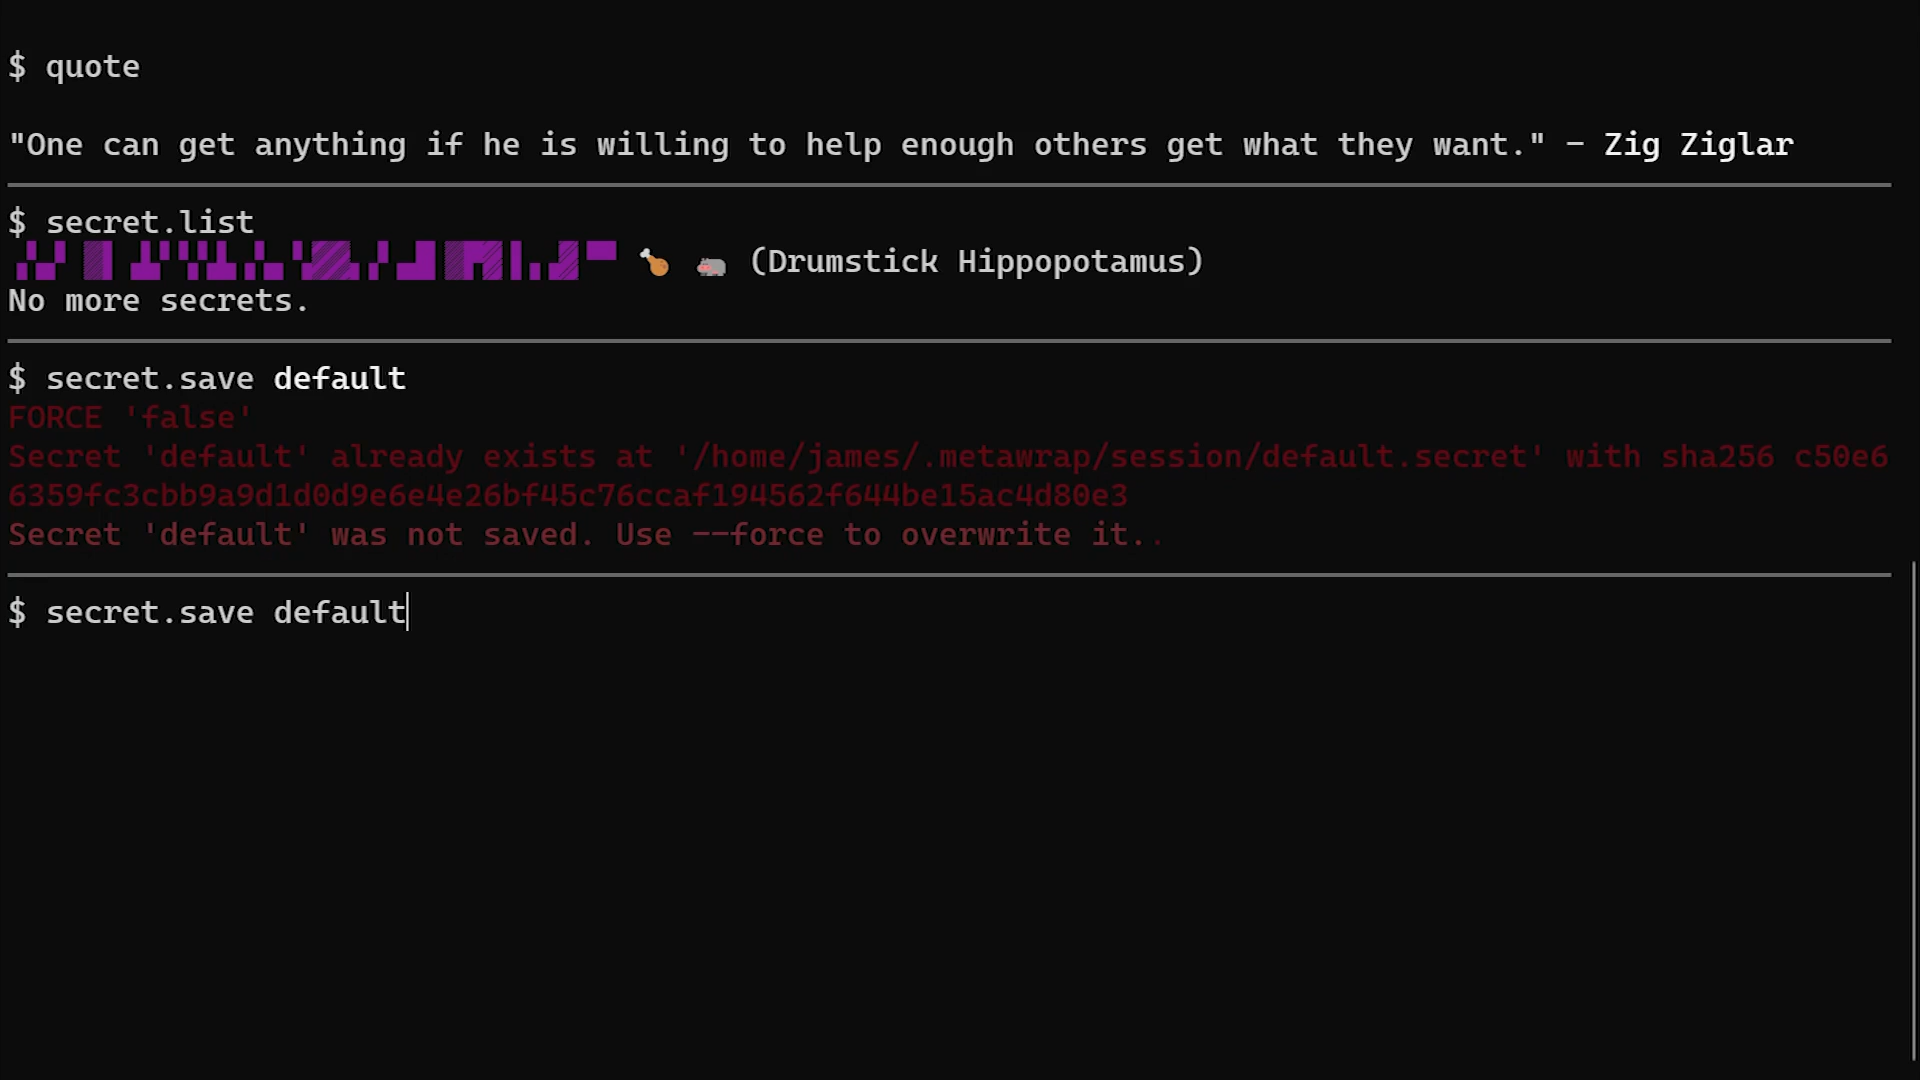 $ quote
"One can get anything if he is willing to help enough others get what they want." - Zig Ziglar
$ secret.list
(Drumstick Hippopotamus)
No more secrets.
$ secret.save default
FORCE 'false'
Secret 'default' already exists at '/home/james/.metawrap/session/default.secret' with sha256 c50e6
6359fc3cbb9a9d1d0d9e6e4e26bf45c76ccaf194562f644be15ac4d80e3
Secret 'default' was not saved. Use --force to overwrite it..
$ secret.save default